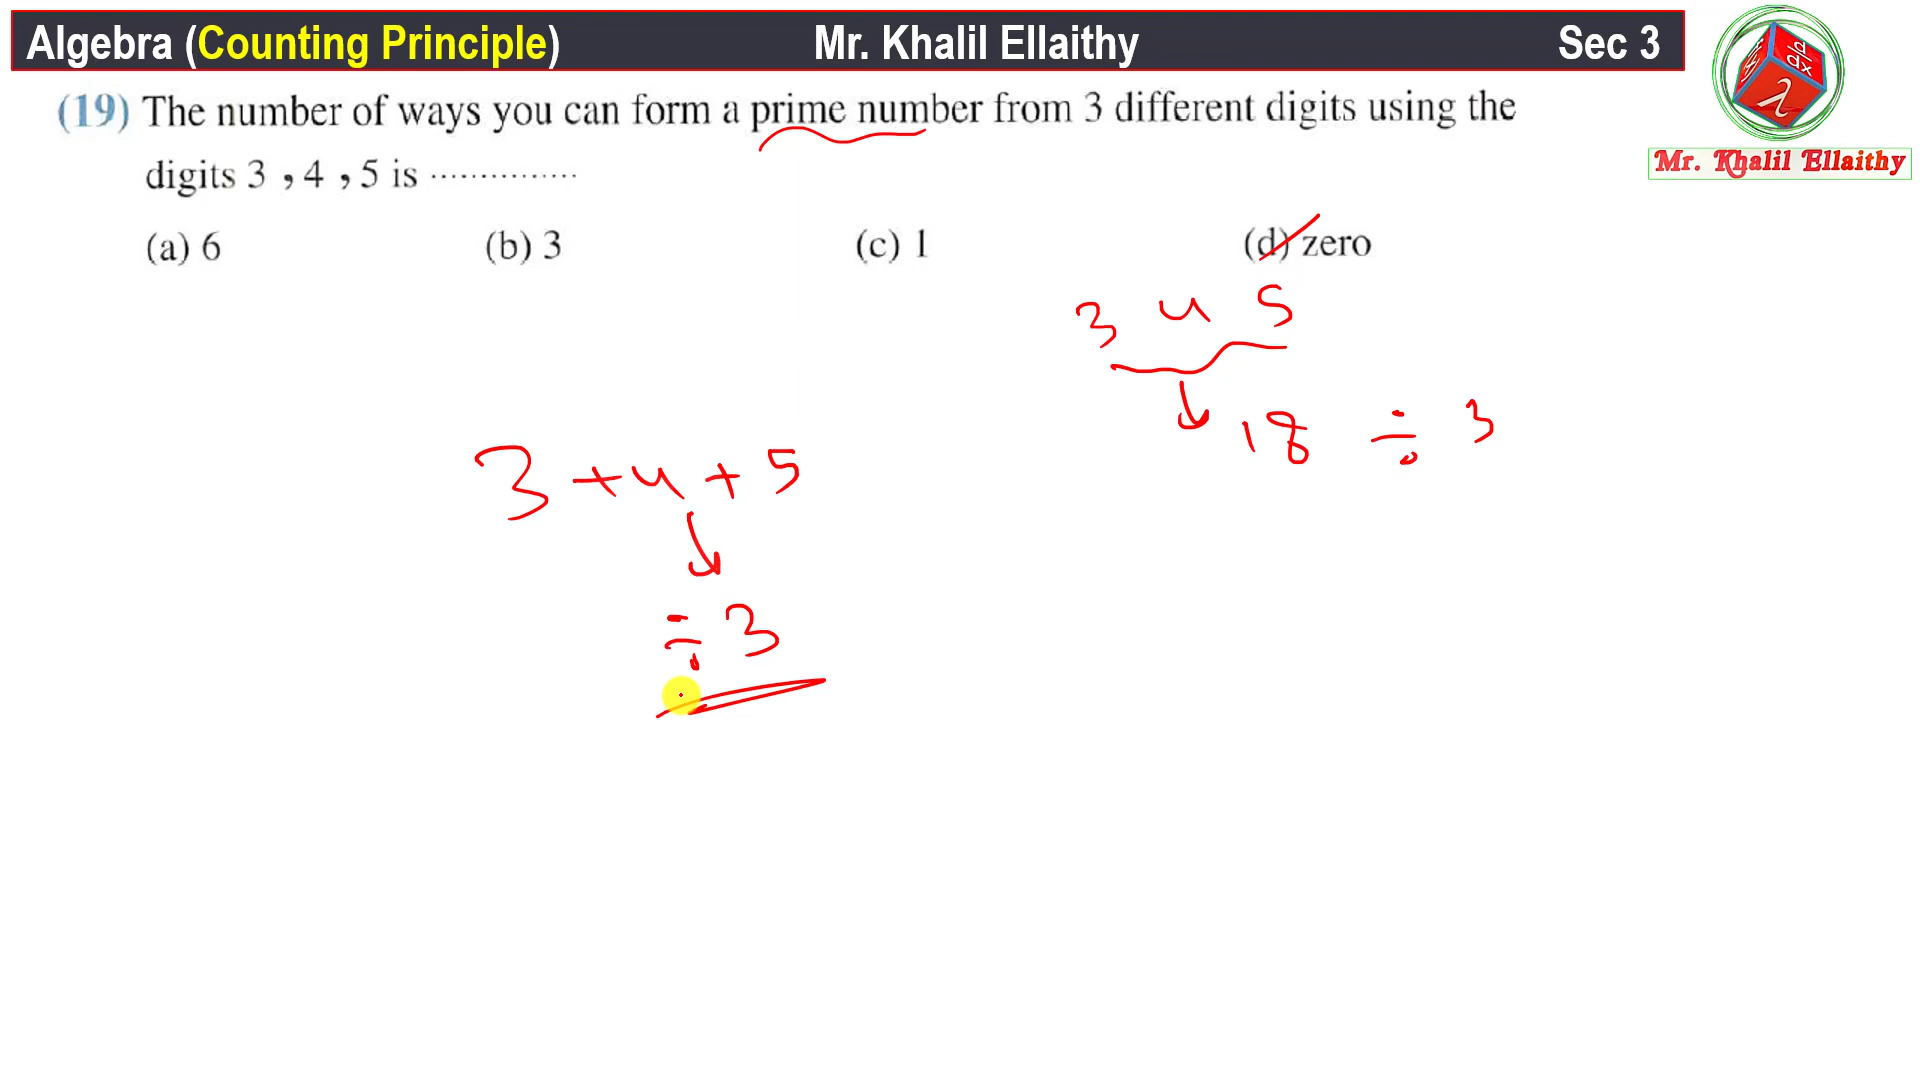 Algebra (Counting Principle) Mr. Khalil Ellaithy Sec 3
d/dx
λ
Mr. Khalil Ellaithy
(19) The number of ways you can form a prime number from 3 different digits using the
digits 3 , 4 , 5 is ...............
(a) 6 (b) 3 (c) 1 (d) zero
3 4 5
18 ÷ 3
3 + 4 + 5
÷ 3